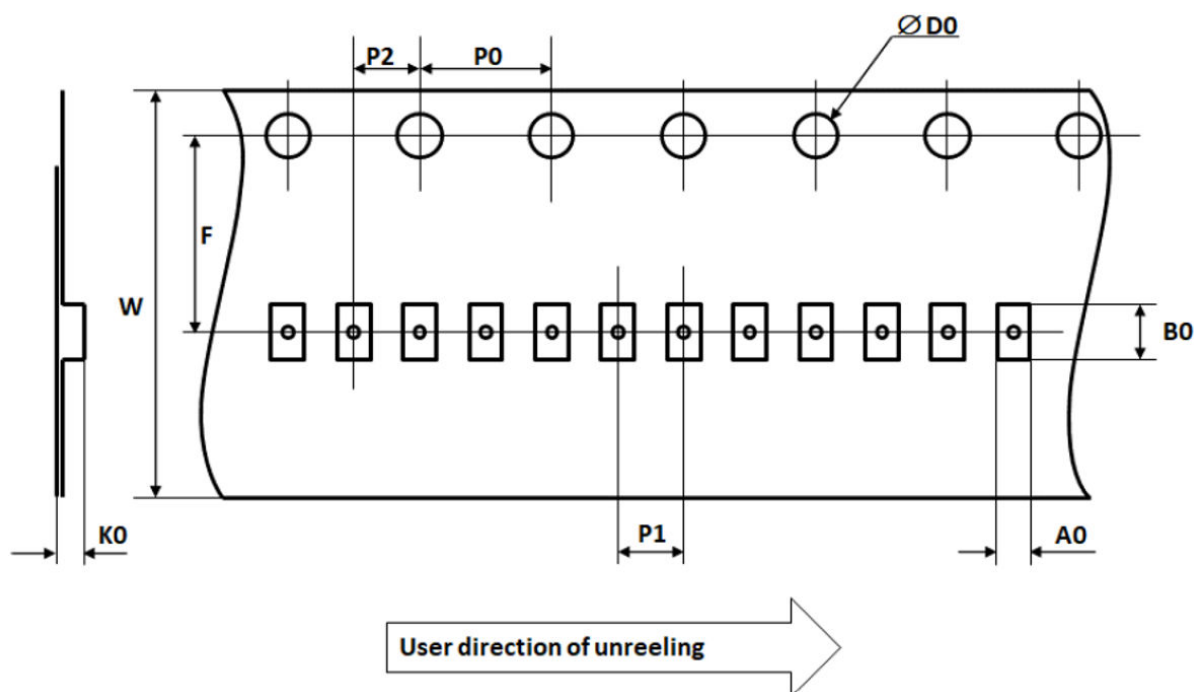 Ø D0
P2
P0
F
W
B0
K0
P1
A0
User direction of unreeling